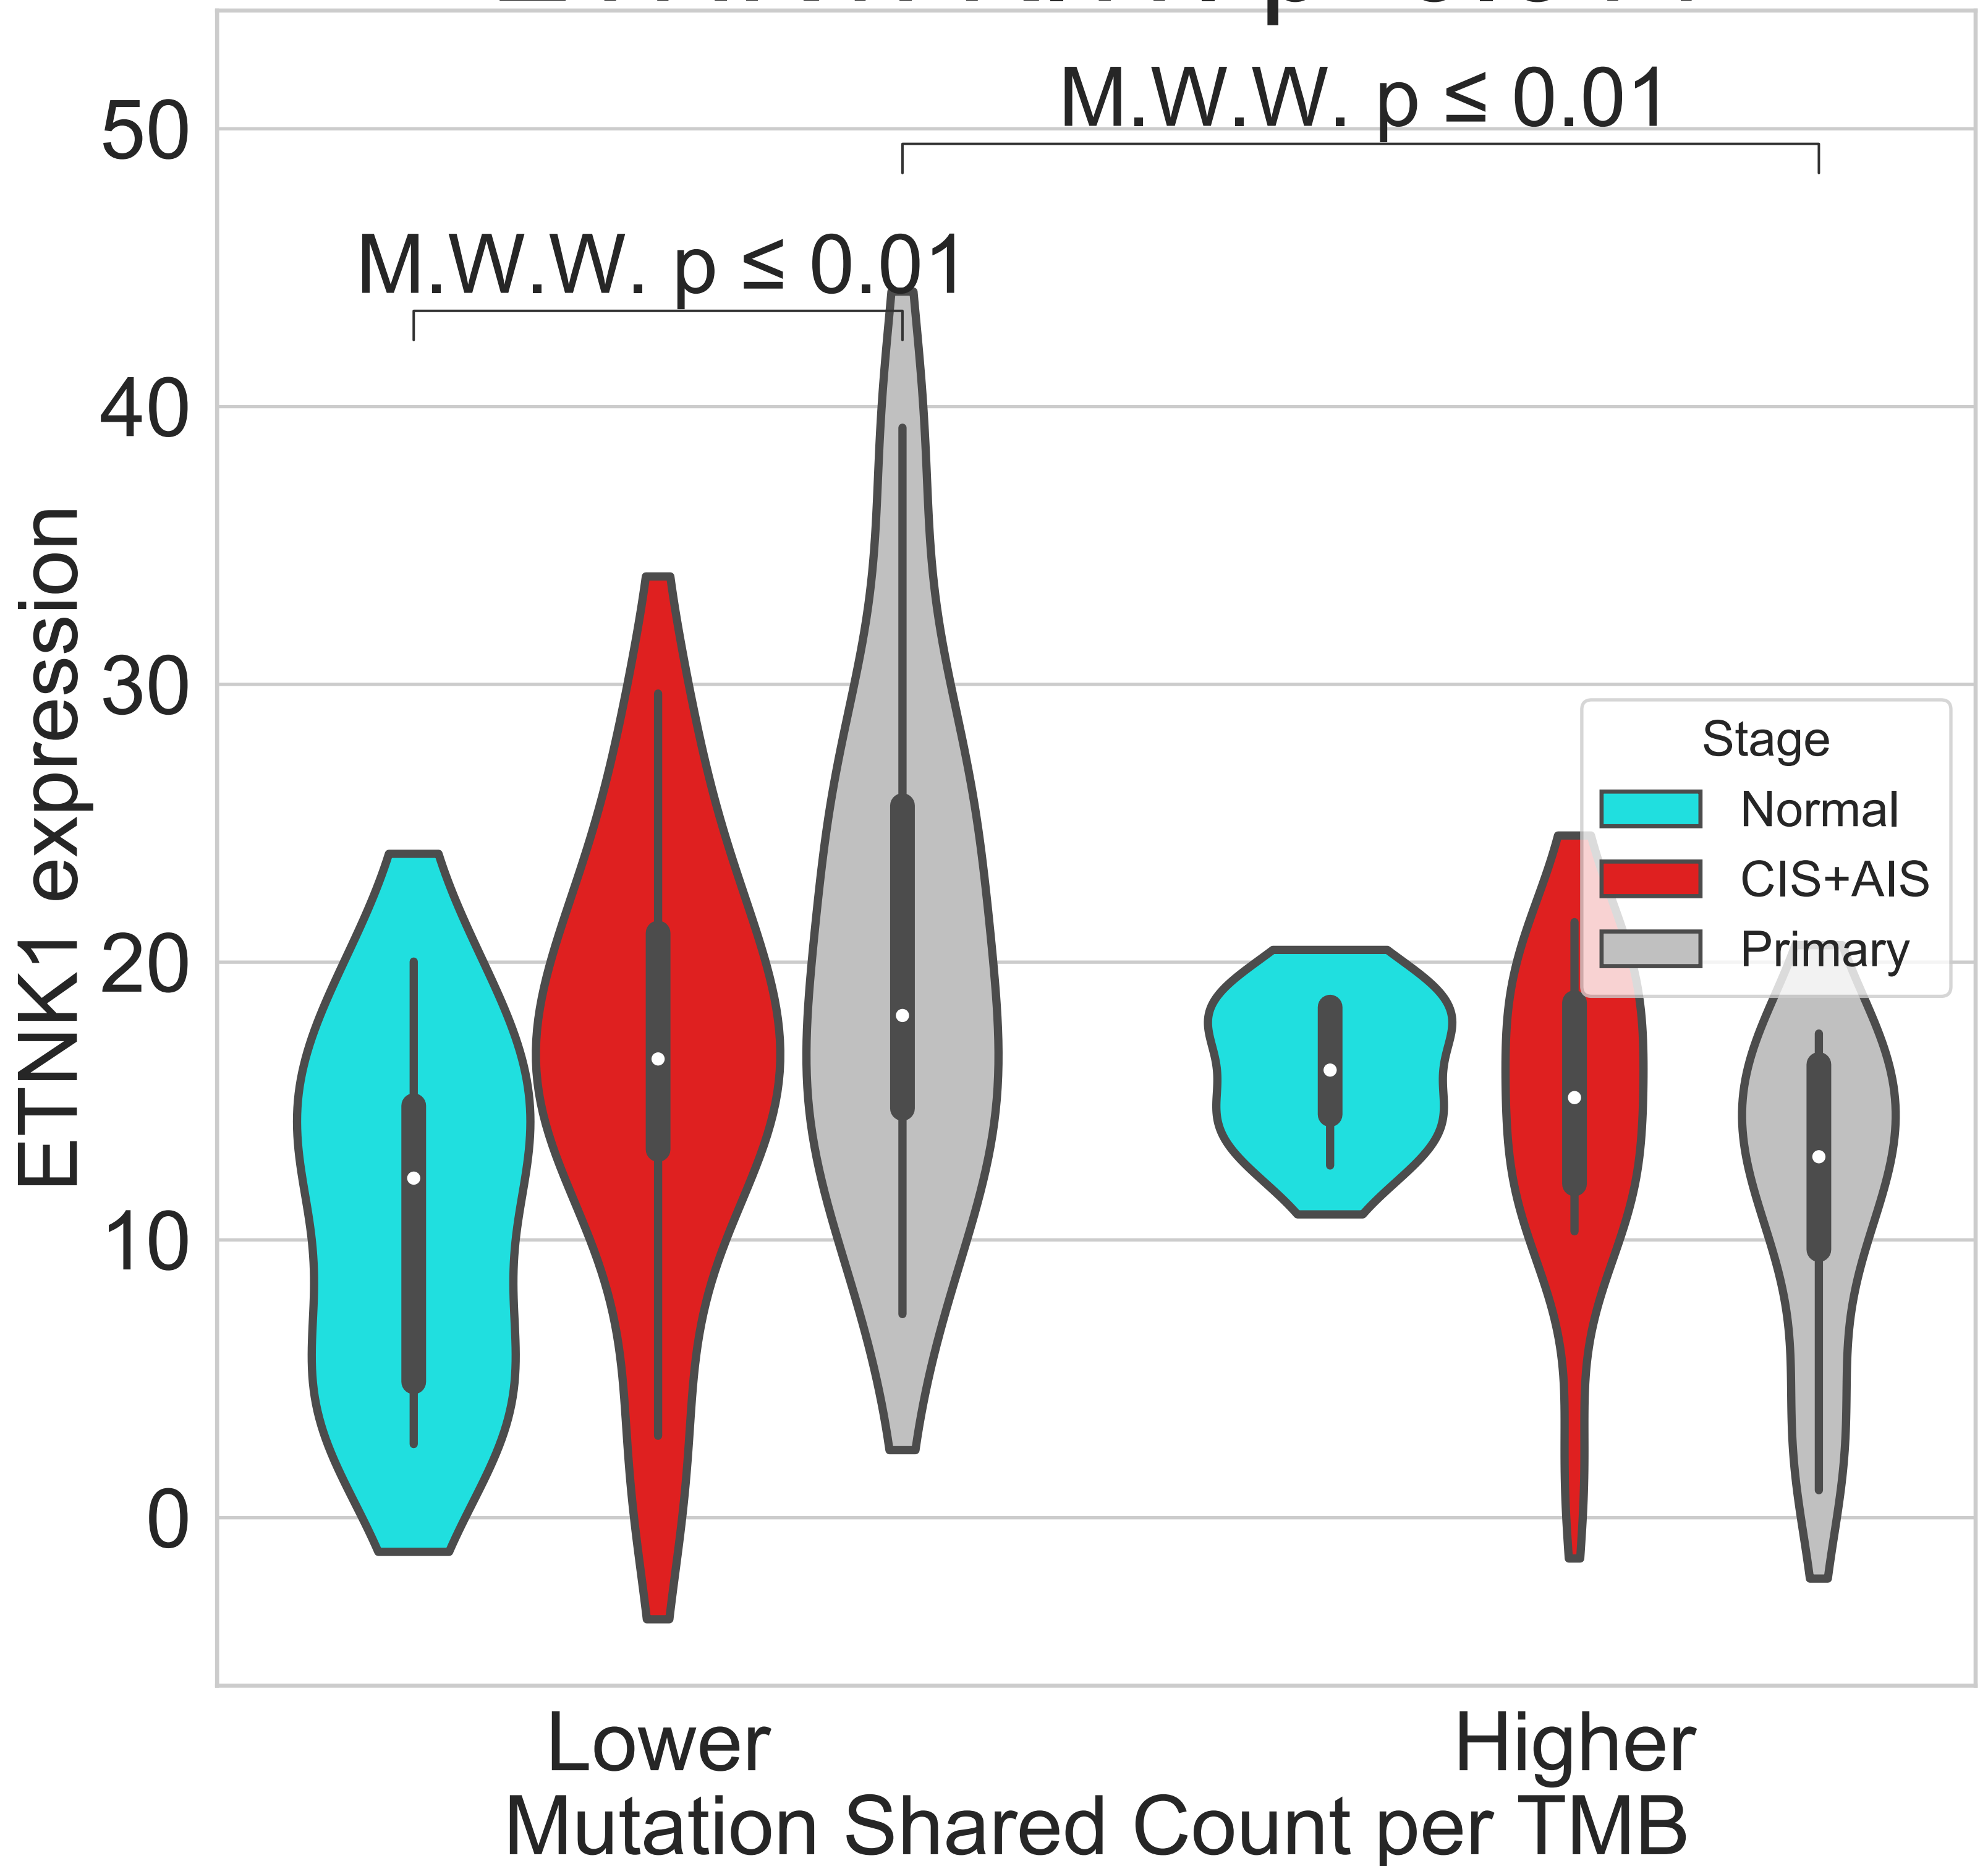 M.W.W. p ≤ 0.01
M.W.W. p ≤ 0.01
50
40
30
20
10
0
ETNK1 expression
Stage
Normal
CIS+AIS
Primary
Lower
Higher
Mutation Shared Count per TMB